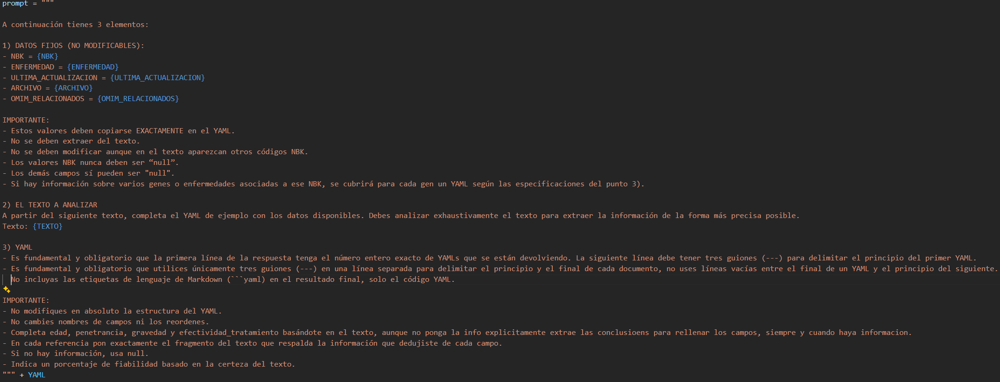 prompt = """
A continuación tienes 3 elementos:
1) DATOS FIJOS (NO MODIFICABLES):
- NBK = {NBK}
- ENFERMEDAD = {ENFERMEDAD}
- ULTIMA_ACTUALIZACION = {ULTIMA_ACTUALIZACION}
- ARCHIVO = {ARCHIVO}
- OMIM_RELACIONADOS = {OMIM_RELACIONADOS}
IMPORTANTE:
- Estos valores deben copiarse EXACTAMENTE en el YAML.
- No se deben extraer del texto.
- No se deben modificar aunque en el texto aparezcan otros códigos NBK.
- Los valores NBK nunca deben ser “null”.
- Los demás campos sí pueden ser "null".
- Si hay información sobre varios genes o enfermedades asociadas a ese NBK, se cubrirá para cada gen un YAML según las especificaciones del punto 3).
2) EL TEXTO A ANALIZAR
A partir del siguiente texto, completa el YAML de ejemplo con los datos disponibles. Debes analizar exhaustivamente el texto para extraer la información de la forma más precisa posible.
Texto: {TEXTO}
3) YAML
- Es fundamental y obligatorio que la primera línea de la respuesta tenga el número entero exacto de YAMLs que se están devolviendo. La siguiente línea debe tener tres guiones (---) para delimitar el principio del primer YAML.
- Es fundamental y obligatorio que utilices únicamente tres guiones (---) en una línea separada para delimitar el principio y el final de cada documento, no uses líneas vacías entre el final de un YAML y el principio del siguiente.
No incluyas las etiquetas de lenguaje de Markdown (```yaml) en el resultado final, solo el código YAML.
IMPORTANTE:
- No modifiques en absoluto la estructura del YAML.
- No cambies nombres de campos ni los reordenes.
- Completa edad, penetrancia, gravedad y efectividad_tratamiento basándote en el texto, aunque no ponga la info explicitamente extrae las conclusioens para rellenar los campos, siempre y cuando haya informacion.
- En cada referencia pon exactamente el fragmento del texto que respalda la información que dedujiste de cada campo.
- Si no hay información, usa null.
- Indica un porcentaje de fiabilidad basado en la certeza del texto.
""" + YAML